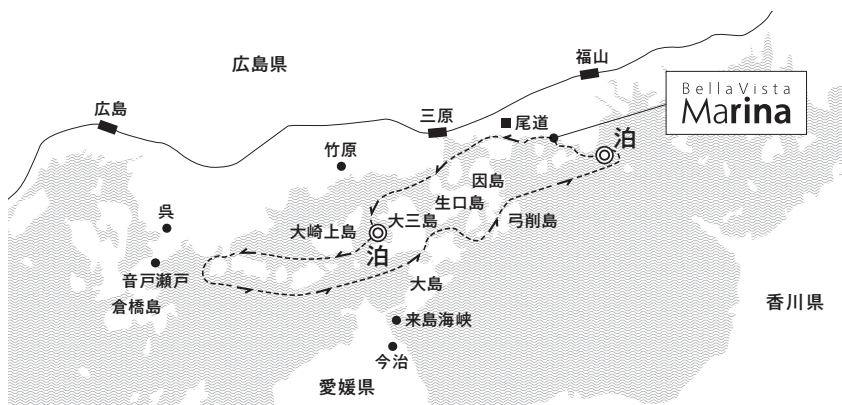 広島県
福山
BellaVista
Marina
広島
三原
尾道
泊
竹原
因島
生口島
呉
大崎上島
大三島
弓削島
泊
音戸瀬戸
倉橋島
大島
香川県
来島海峡
今治
愛媛県